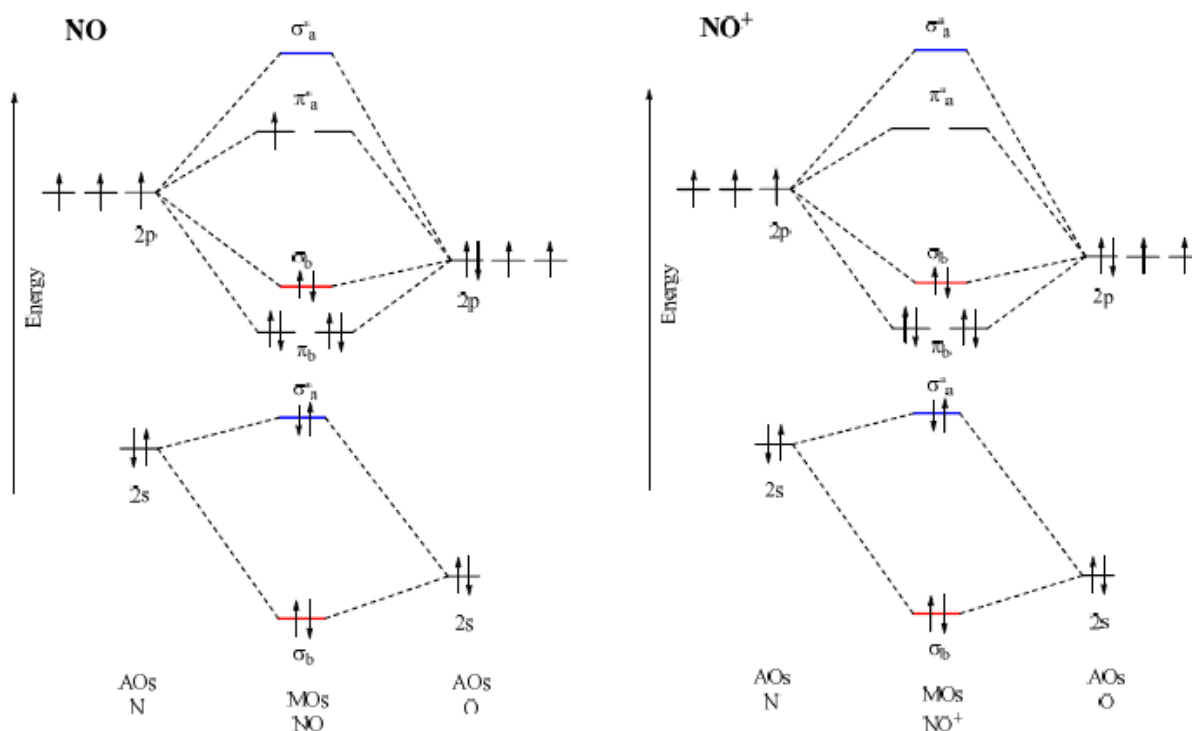 NO
σ*a
π*a
2p
σb
2p
πb
σ*a
2s
2s
σb
Energy
AOs
N
MOs
NO
AOs
O
NO+
σ*a
π*a
2p
σb
2p
πb
σ*a
2s
2s
σb
Energy
AOs
N
MOs
NO+
AOs
O